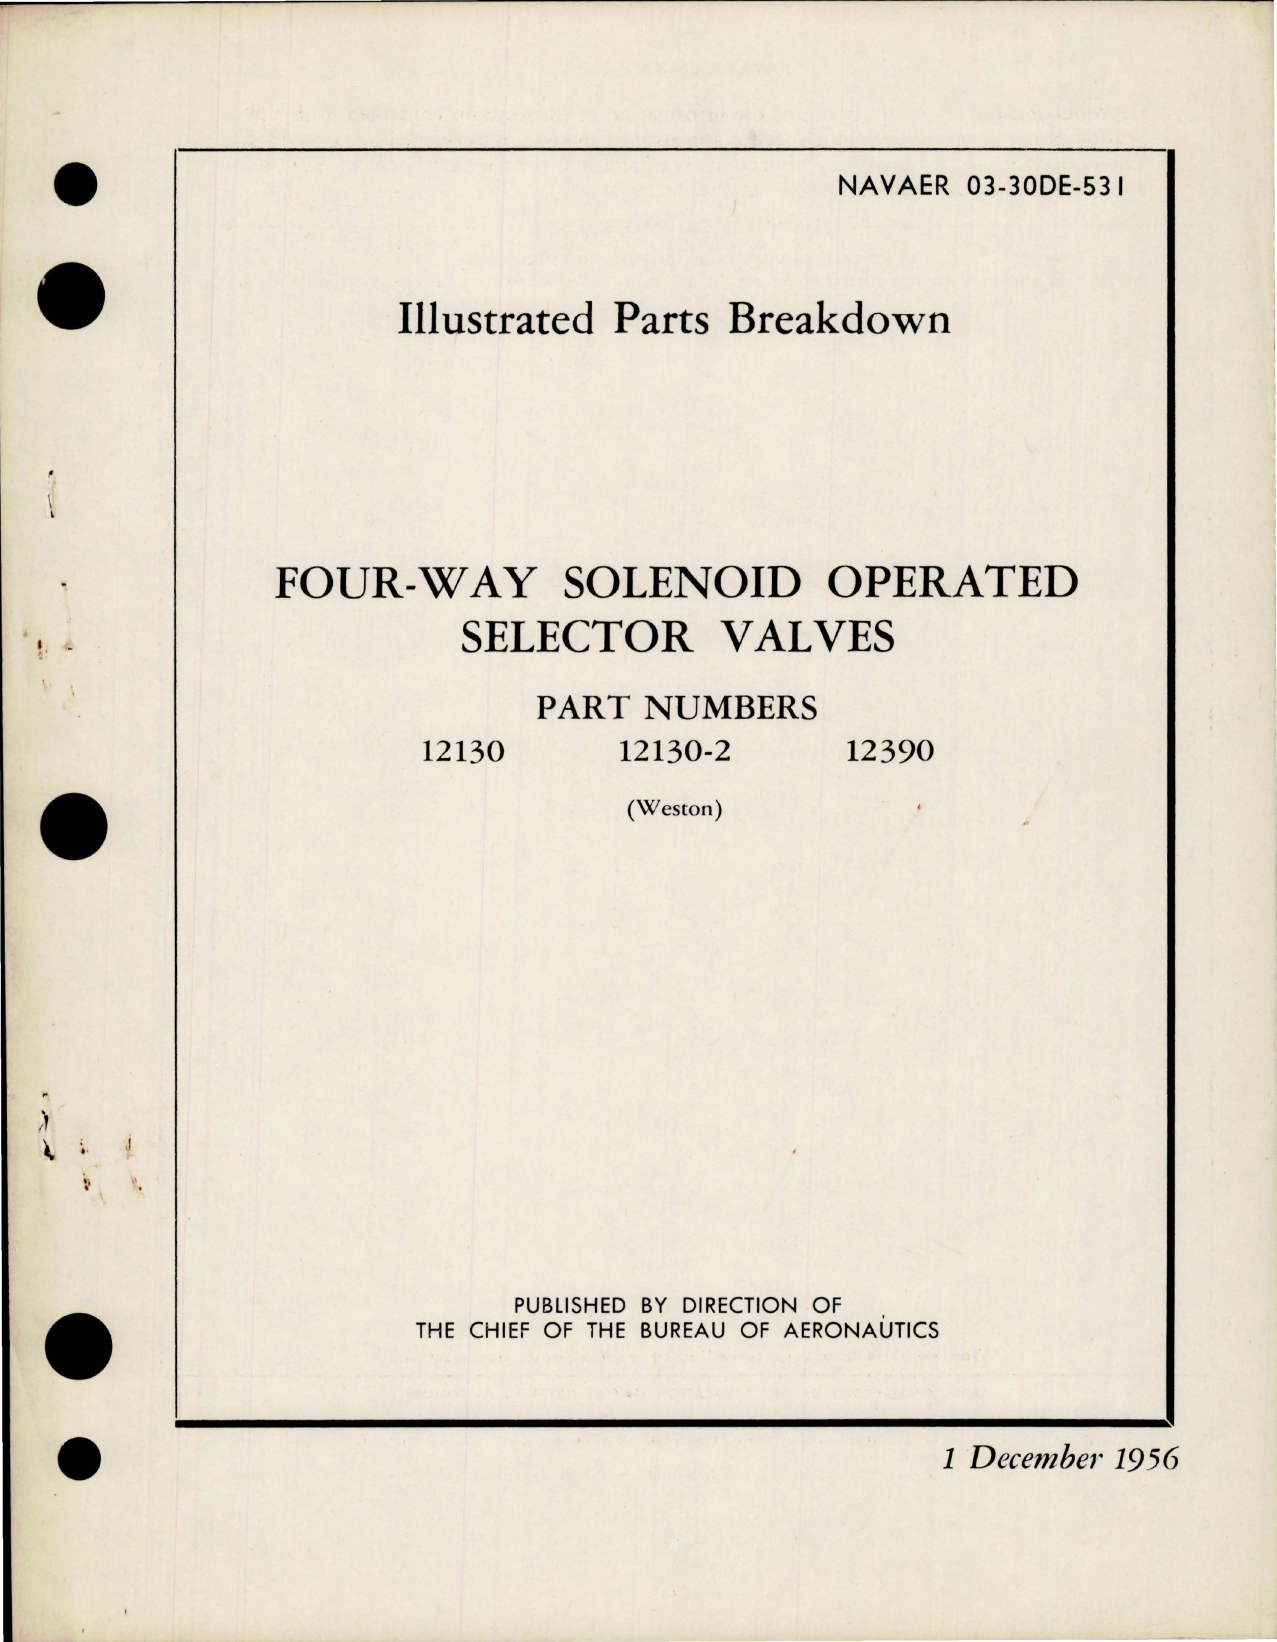 NAVAER 03-30DE-531
Illustrated Parts Breakdown
FOUR-WAY SOLENOID OPERATED
SELECTOR VALVES
PART NUMBERS
12130 12130-2 12390
(Weston)
PUBLISHED BY DIRECTION OF
THE CHIEF OF THE BUREAU OF AERONAUTICS
1 December 1956